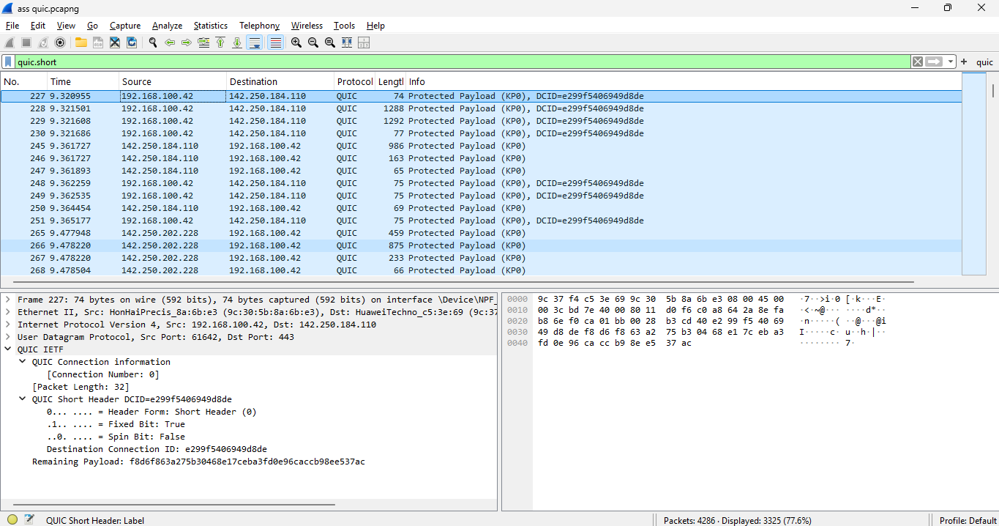 ass quic.pcapng
File Edit View Go Capture Analyze Statistics Telephony Wireless Tools Help
quic.short + quic
No. Time Source Destination Protocol Lengtl Info
227 9.320955 192.168.100.42 142.250.184.110 QUIC 74 Protected Payload (KP0), DCID=e299f5406949d8de
228 9.321501 192.168.100.42 142.250.184.110 QUIC 1288 Protected Payload (KP0), DCID=e299f5406949d8de
229 9.321608 192.168.100.42 142.250.184.110 QUIC 1292 Protected Payload (KP0), DCID=e299f5406949d8de
230 9.321686 192.168.100.42 142.250.184.110 QUIC 77 Protected Payload (KP0), DCID=e299f5406949d8de
245 9.361727 142.250.184.110 192.168.100.42 QUIC 986 Protected Payload (KP0)
246 9.361727 142.250.184.110 192.168.100.42 QUIC 163 Protected Payload (KP0)
247 9.361893 142.250.184.110 192.168.100.42 QUIC 65 Protected Payload (KP0)
248 9.362259 192.168.100.42 142.250.184.110 QUIC 75 Protected Payload (KP0), DCID=e299f5406949d8de
249 9.362535 192.168.100.42 142.250.184.110 QUIC 75 Protected Payload (KP0), DCID=e299f5406949d8de
250 9.364454 142.250.184.110 192.168.100.42 QUIC 69 Protected Payload (KP0)
251 9.365177 192.168.100.42 142.250.184.110 QUIC 75 Protected Payload (KP0), DCID=e299f5406949d8de
265 9.477948 142.250.202.228 192.168.100.42 QUIC 459 Protected Payload (KP0)
266 9.478220 142.250.202.228 192.168.100.42 QUIC 875 Protected Payload (KP0)
267 9.478220 142.250.202.228 192.168.100.42 QUIC 233 Protected Payload (KP0)
268 9.478504 142.250.202.228 192.168.100.42 QUIC 66 Protected Payload (KP0)
Frame 227: 74 bytes on wire (592 bits), 74 bytes captured (592 bits) on interface \Device\NPF_
Ethernet II, Src: HonHaiPrecis_8a:6b:e3 (9c:30:5b:8a:6b:e3), Dst: HuaweiTechno_c5:3e:69 (9c:37
Internet Protocol Version 4, Src: 192.168.100.42, Dst: 142.250.184.110
User Datagram Protocol, Src Port: 61642, Dst Port: 443
QUIC IETF
QUIC Connection information
[Connection Number: 0]
[Packet Length: 32]
QUIC Short Header DCID=e299f5406949d8de
0... .... = Header Form: Short Header (0)
.1.. .... = Fixed Bit: True
..0. .... = Spin Bit: False
Destination Connection ID: e299f5406949d8de
Remaining Payload: f8d6f863a275b30468e17ceba3fd0e96caccb98ee537ac
0000 9c 37 f4 c5 3e 69 9c 30 5b 8a 6b e3 08 00 45 00 ·7··>i·0 [·k···E·
0010 00 3c bd 7e 40 00 80 11 d0 f6 c0 a8 64 2a 8e fa ·<·~@··· ····d*··
0020 b8 6e f0 ca 01 bb 00 28 b3 cd 40 e2 99 f5 40 69 ·n·····( ··@···@i
0030 49 d8 de f8 d6 f8 63 a2 75 b3 04 68 e1 7c eb a3 I·····c· u··h·|··
0040 fd 0e 96 ca cc b9 8e e5 37 ac ········ 7·
QUIC Short Header: Label
Packets: 4286 · Displayed: 3325 (77.6%)
Profile: Default